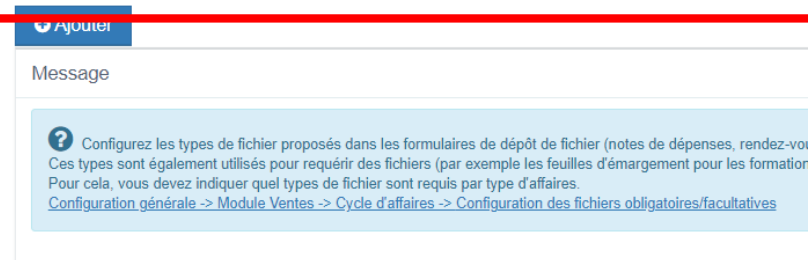 Ajouter
Message
Configurez les types de fichier proposés dans les formulaires de dépôt de fichier (notes de dépenses,
Ces types sont également utilisés pour requérir des fichiers (par exemple les feuilles d'émargement pour les
Pour cela, vous devez indiquer quel types de fichier sont requis par type d'affaires.
Configuration générale -> Module Ventes -> Cycle d'affaires -> Configuration des fichiers obligatoires/facultatives